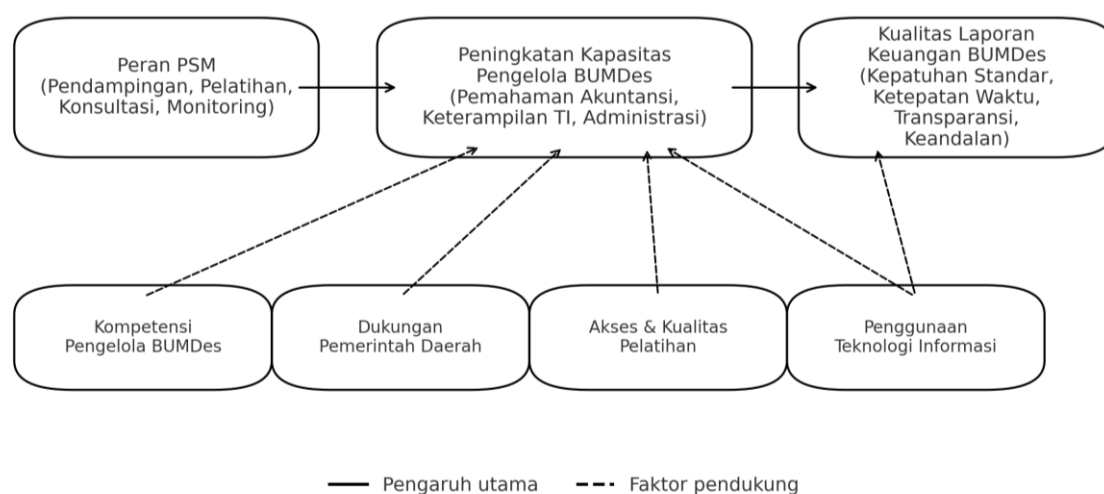 Peran PSM
(Pendampingan, Pelatihan,
Konsultasi, Monitoring)
Peningkatan Kapasitas
Pengelola BUMDes
(Pemahaman Akuntansi,
Keterampilan TI, Administrasi)
Kualitas Laporan
Keuangan BUMDes
(Kepatuhan Standar,
Ketepatan Waktu,
Transparansi,
Keandalan)
Kompetensi
Pengelola BUMDes
Dukungan
Pemerintah Daerah
Akses & Kualitas
Pelatihan
Penggunaan
Teknologi Informasi
Pengaruh utama
Faktor pendukung